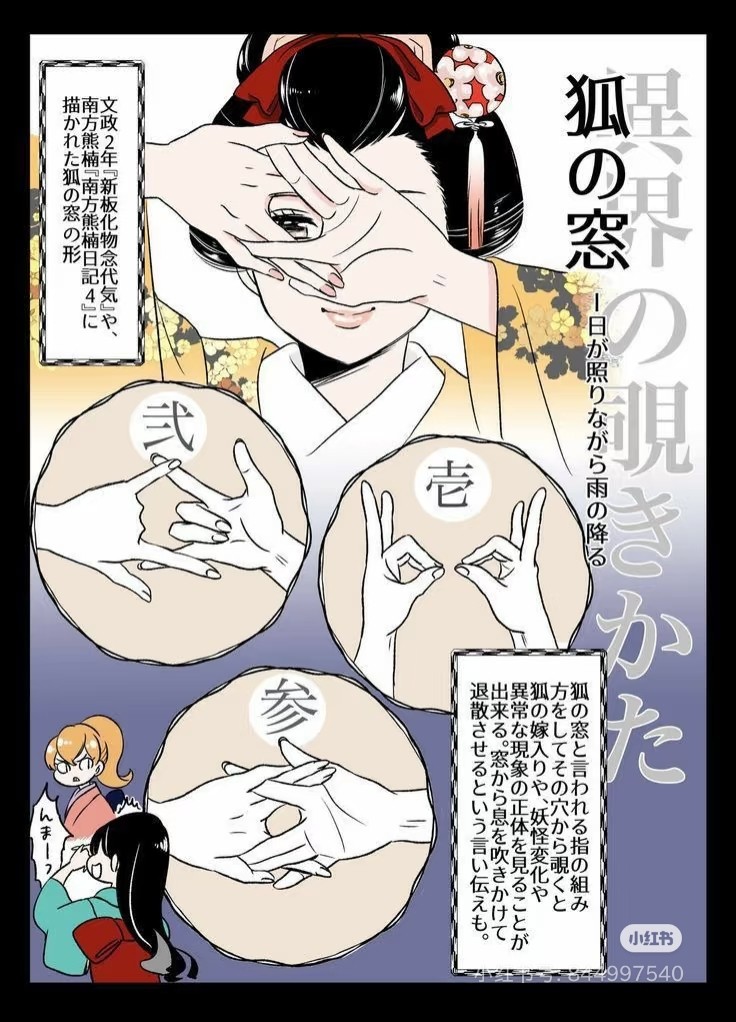 異界の覗きかた
狐の窓
ー日が照りながら雨の降る
文政2年『新板化物念代気』や、
南方熊楠『南方熊楠日記4』に
描かれた狐の窓の形
壱
弐
参
狐の窓と言われる指の組み
方をしてその穴から覗くと
狐の嫁入りや、妖怪変化や
異常な現象の正体を見ることが
出来る。窓から息を吹きかけて
退散させるという言い伝えも。
んまーっ
小红书
小红书号: 844997540